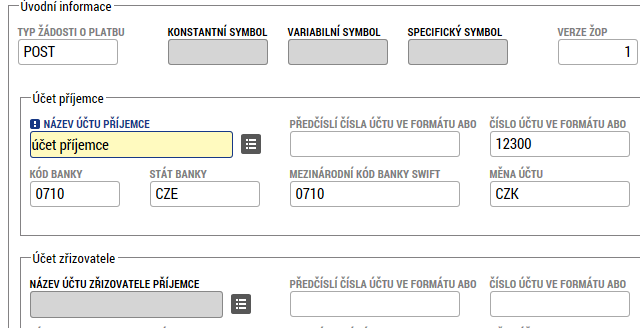 Úvodní informace
TYP ŽÁDOSTI O PLATBU KONSTANTNÍ SYMBOL VARIABILNÍ SYMBOL SPECIFICKÝ SYMBOL VERZE ŽOP
POST 1
Účet příjemce
NÁZEV ÚČTU PŘÍJEMCE PŘEDČÍSLÍ ČÍSLA ÚČTU VE FORMÁTU ABO ČÍSLO ÚČTU VE FORMÁTU ABO
účet příjemce 12300
KÓD BANKY STÁT BANKY MEZINÁRODNÍ KÓD BANKY SWIFT MĚNA ÚČTU
0710 CZE 0710 CZK
Účet zřizovatele
NÁZEV ÚČTU ZŘIZOVATELE PŘÍJEMCE PŘEDČÍSLÍ ČÍSLA ÚČTU VE FORMÁTU ABO ČÍSLO ÚČTU VE FORMÁTU ABO